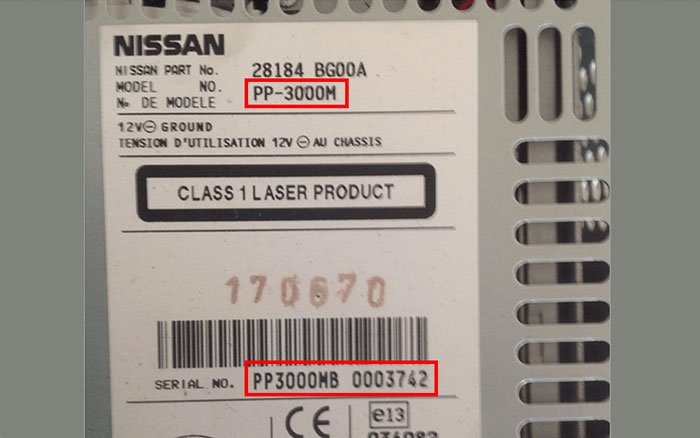 NISSAN
NISSAN PART No. 28184 BG00A
MODEL NO. PP-3000M
No DE MODELE
12V⊖ GROUND
TENSION D'UTILISATION 12V ⊖ AU CHASSIS
CLASS 1 LASER PRODUCT
170670
SERIAL NO. PP3000MB 0003742
CE e13